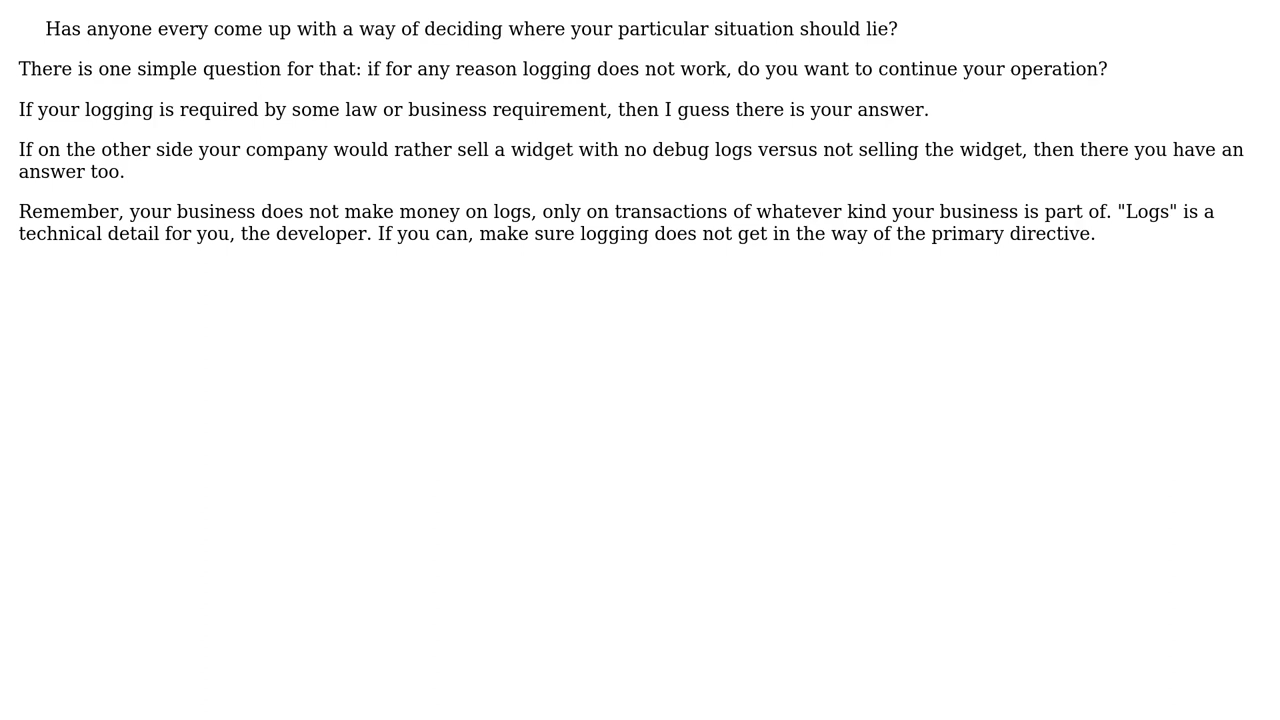 Has anyone every come up with a way of deciding where your particular situation should lie?
There is one simple question for that: if for any reason logging does not work, do you want to continue your operation?
If your logging is required by some law or business requirement, then I guess there is your answer.
If on the other side your company would rather sell a widget with no debug logs versus not selling the widget, then there you have an
answer too.
Remember, your business does not make money on logs, only on transactions of whatever kind your business is part of. "Logs" is a
technical detail for you, the developer. If you can, make sure logging does not get in the way of the primary directive.